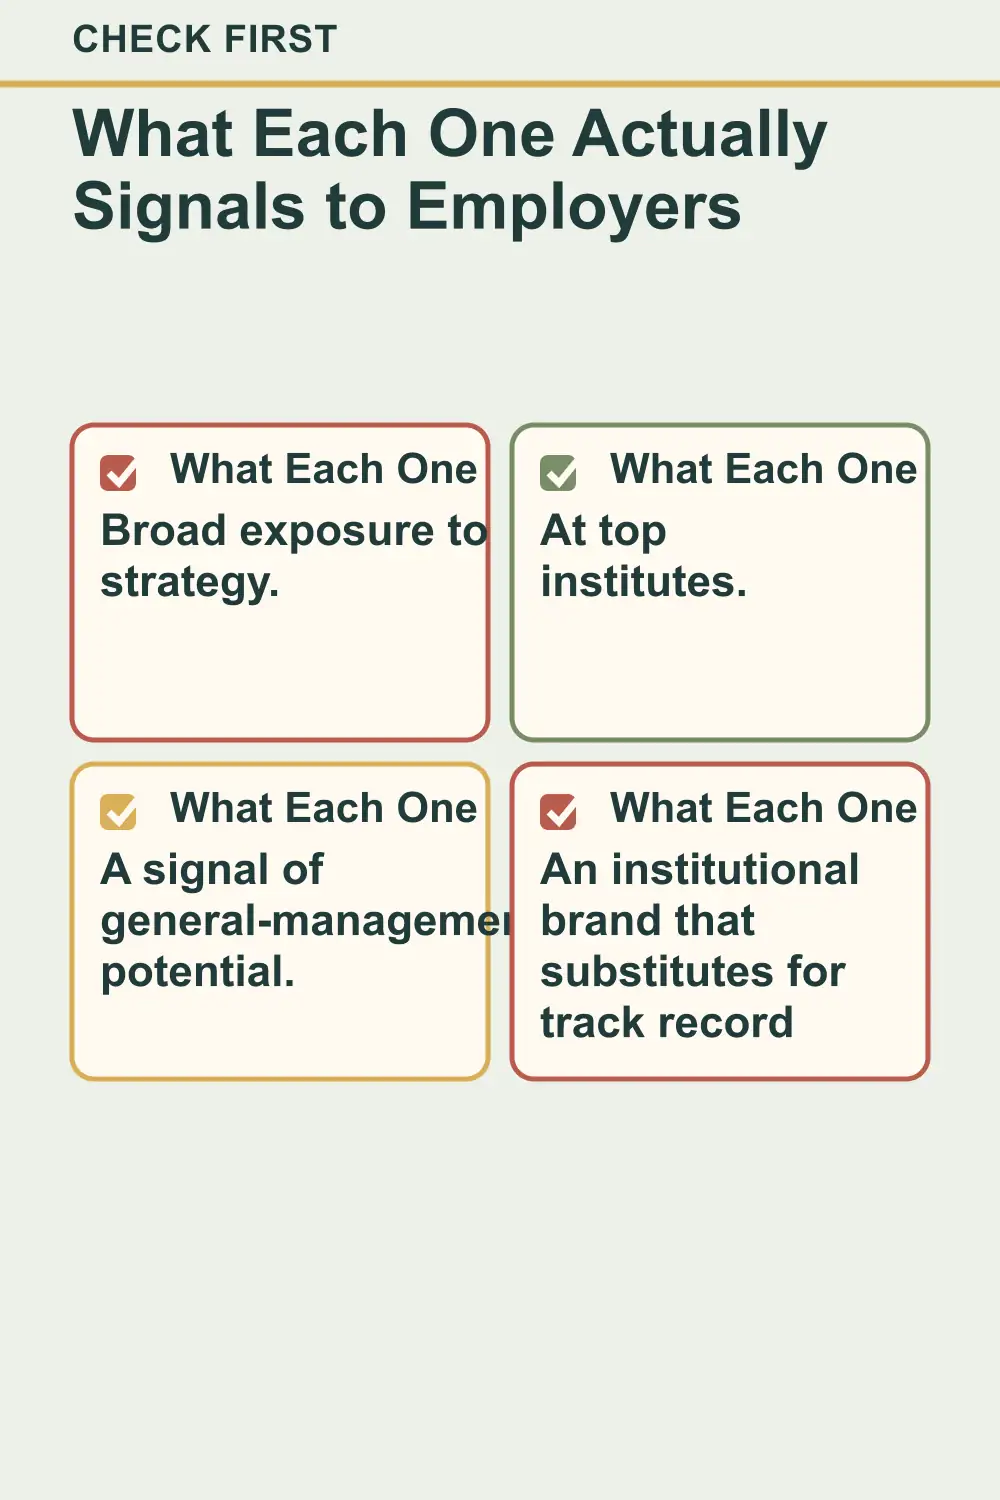 CHECK FIRST
What Each One Actually
Signals to Employers
What Each One
Broad exposure to
strategy.
What Each One
At top
institutes.
What Each One
A signal of
general-managemer
potential.
What Each One
An institutional
brand that
substitutes for
track record